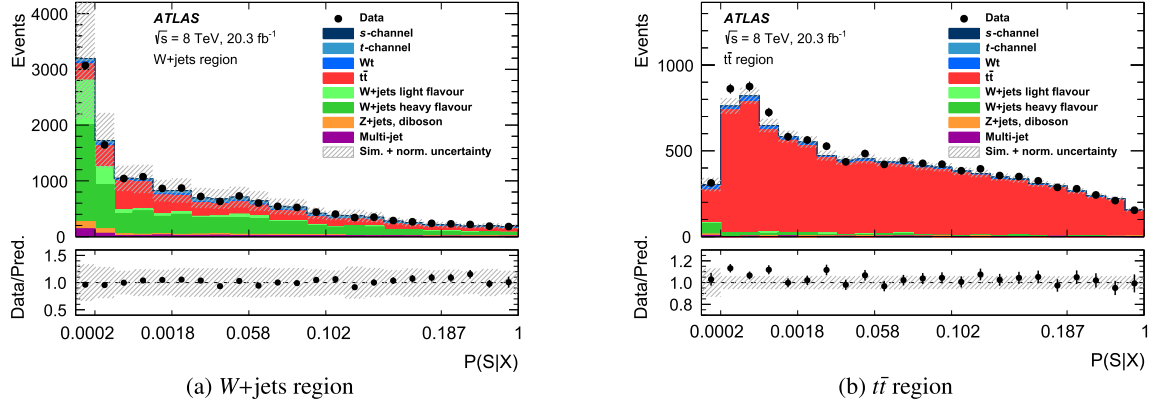 Events
4000
3000
2000
1000
0
ATLAS
√s = 8 TeV, 20.3 fb⁻¹
W+jets region
Data
s-channel
t-channel
Wt
tt̄
W+jets light flavour
W+jets heavy flavour
Z+jets, diboson
Multi-jet
Sim. + norm. uncertainty
Data/Pred.
1.5
1.0
0.5
0.0002 0.0018 0.058 0.102 0.187 1
P(S|X)
(a) W+jets region
Events
1000
500
0
ATLAS
√s = 8 TeV, 20.3 fb⁻¹
tt̄ region
Data
s-channel
t-channel
Wt
tt̄
W+jets light flavour
W+jets heavy flavour
Z+jets, diboson
Multi-jet
Sim. + norm. uncertainty
Data/Pred.
1.2
1.0
0.8
0.0002 0.0018 0.058 0.102 0.187 1
P(S|X)
(b) tt̄ region